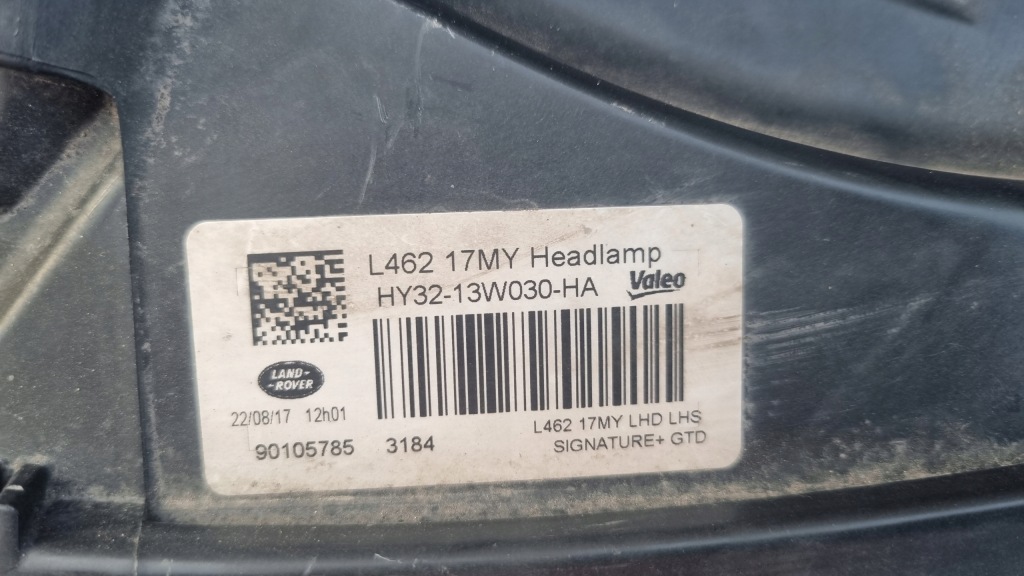 L462 17MY Headlamp
HY32-13W030-HA Valeo
LAND-
-ROVER
22/08/17 12h01
L462 17MY LHD LHS
SIGNATURE+ GTD
90105785 3184